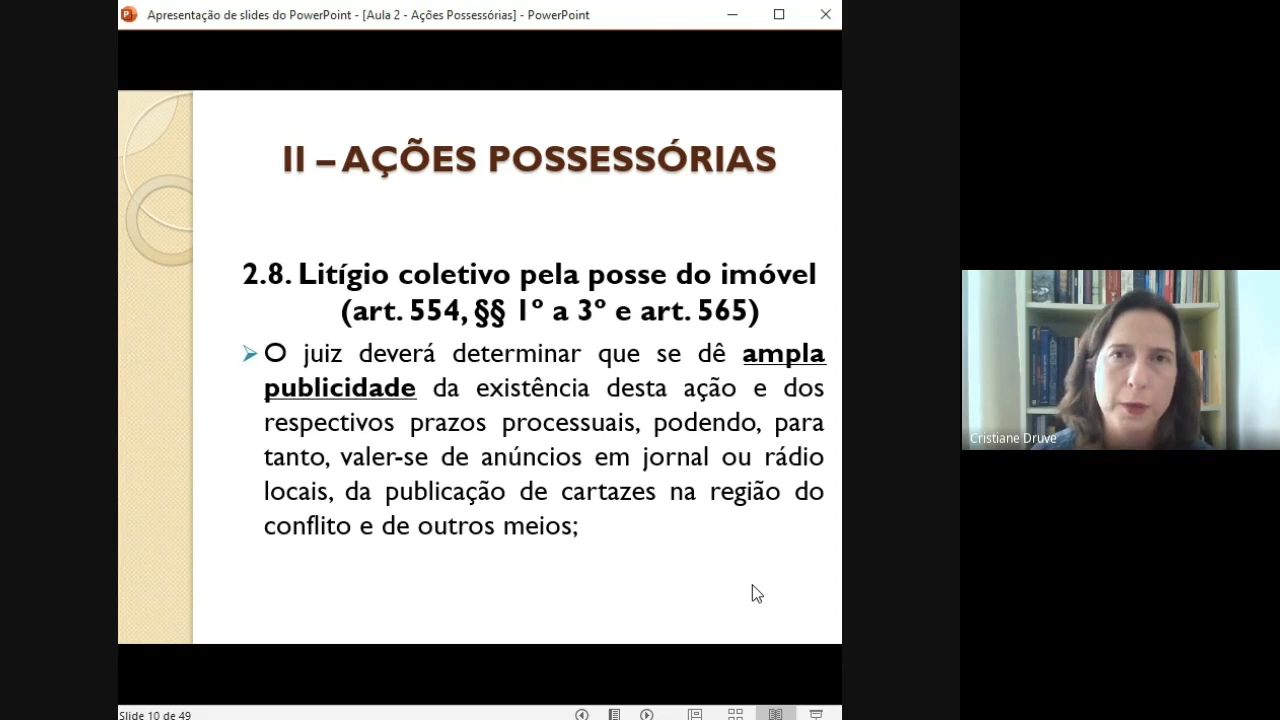 Apresentação de slides do PowerPoint - [Aula 2 - Ações Possessórias] - PowerPoint
II – AÇÕES POSSESSÓRIAS
2.8. Litígio coletivo pela posse do imóvel
(art. 554, §§ 1º a 3º e art. 565)
O juiz deverá determinar que se dê ampla
publicidade da existência desta ação e dos
respectivos prazos processuais, podendo, para
tanto, valer-se de anúncios em jornal ou rádio
locais, da publicação de cartazes na região do
conflito e de outros meios;
Slide 10 de 49
Cristiane Druve